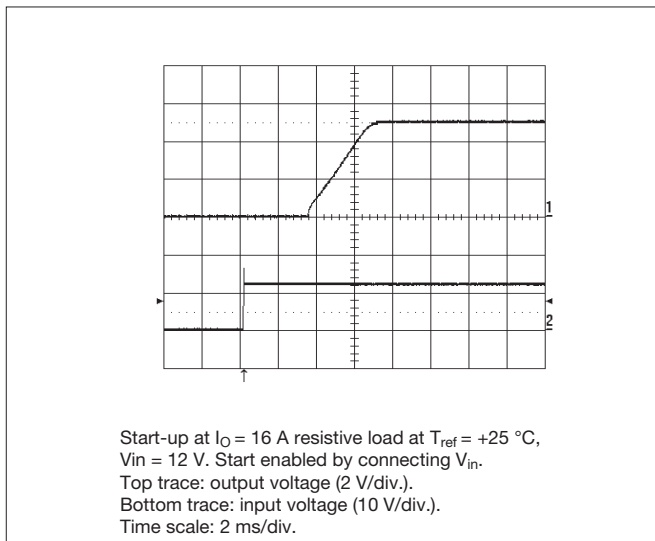 1
2
↑
Start-up at IO = 16 A resistive load at Tref = +25 °C,
Vin = 12 V. Start enabled by connecting Vin.
Top trace: output voltage (2 V/div.).
Bottom trace: input voltage (10 V/div.).
Time scale: 2 ms/div.